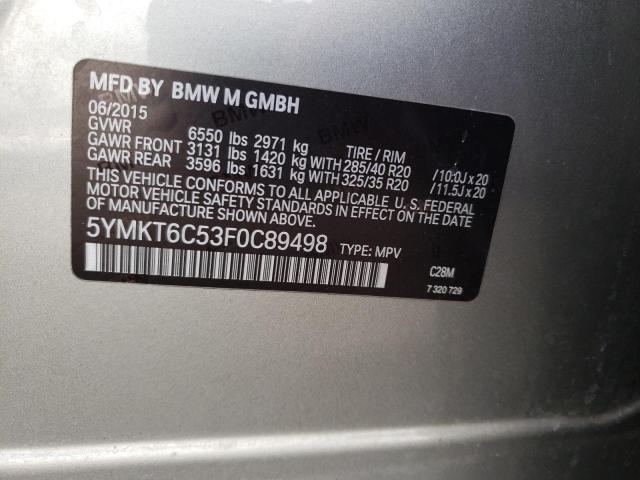 MFD BY BMW M GMBH
06/2015
GVWR 6550 lbs 2971 kg TIRE / RIM
GAWR FRONT 3131 lbs 1420 kg WITH 285/40 R20 /10.0J x 20
GAWR REAR 3596 lbs 1631 kg WITH 325/35 R20 /11.5J x 20
THIS VEHICLE CONFORMS TO ALL APPLICABLE U. S. FEDERAL
MOTOR VEHICLE SAFETY STANDARDS IN EFFECT ON THE DATE OF
MANUFACTURE SHOWN ABOVE.
5YMKT6C53F0C89498 TYPE: MPV
C28M
7 320 729